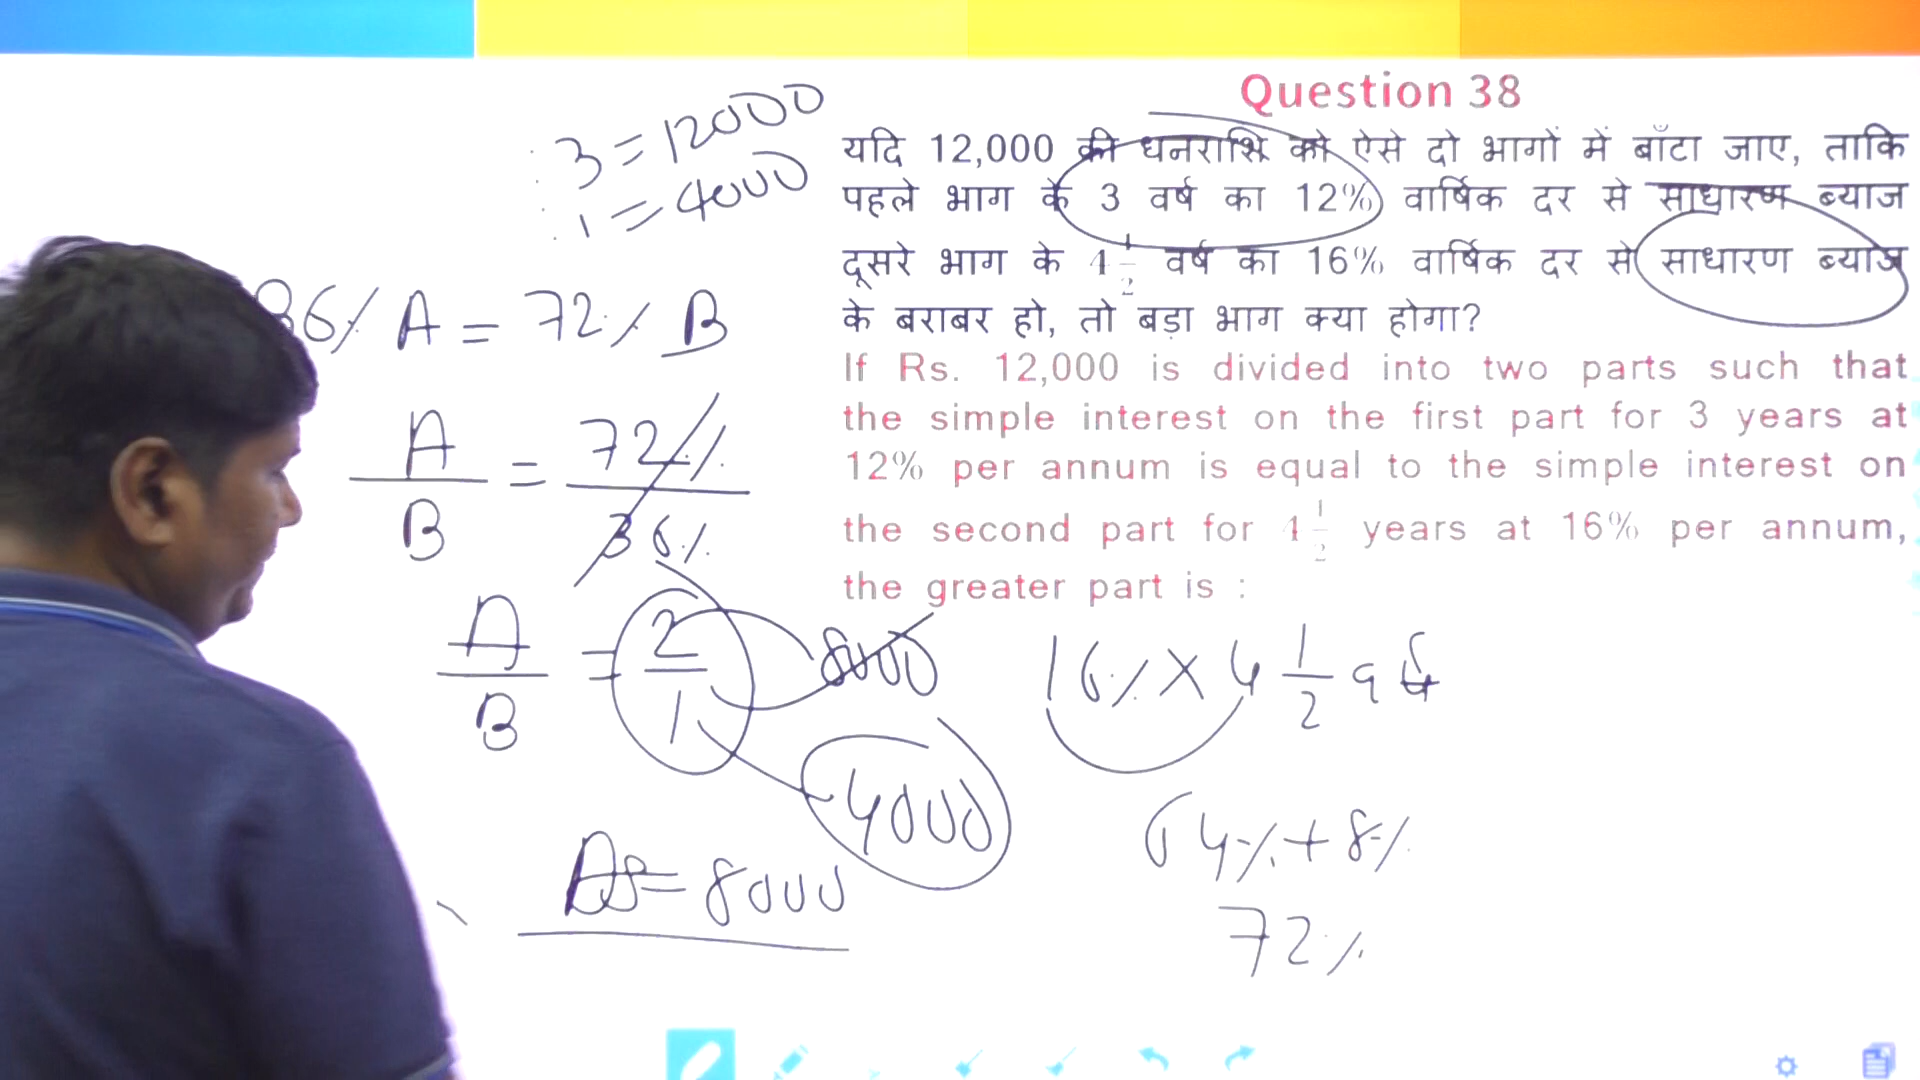 Question 38
यदि 12,000 की धनराशि को ऐसे दो भागों में बाँटा जाए, ताकि
पहले भाग के 3 वर्ष का 12% वार्षिक दर से साधारण ब्याज
दूसरे भाग के 4 1/2 वर्ष का 16% वार्षिक दर से साधारण ब्याज
के बराबर हो, तो बड़ा भाग क्या होगा?
If Rs. 12,000 is divided into two parts such that
the simple interest on the first part for 3 years at
12% per annum is equal to the simple interest on
the second part for 4 1/2 years at 16% per annum,
the greater part is :
3 = 12000
1 = 4000
36% A = 72% B
A/B = 72%/36%
A/B = 2/1
8000
4000
= 8000
16% × 4 1/2
64% + 8%
72%